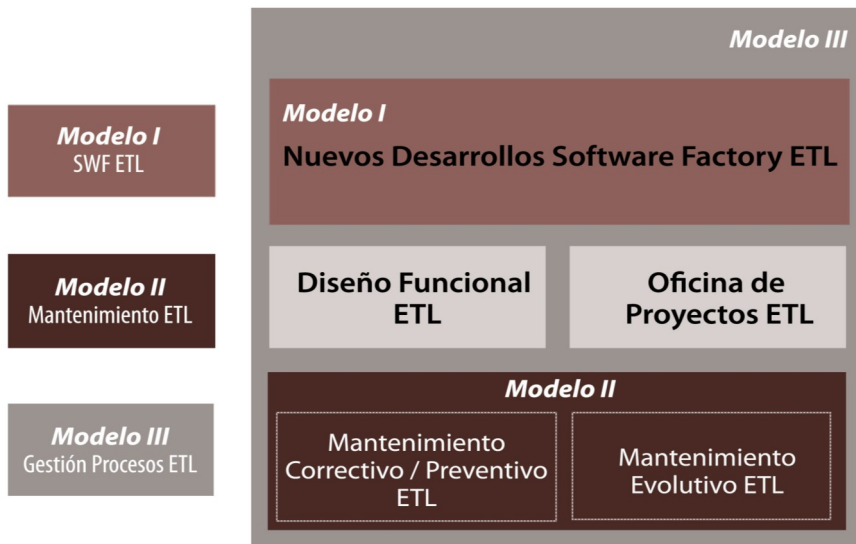 Modelo I
SWF ETL
Modelo II
Mantenimiento ETL
Modelo III
Gestión Procesos ETL
Modelo III
Modelo I
Nuevos Desarrollos Software Factory ETL
Diseño Funcional
ETL
Oficina de
Proyectos ETL
Modelo II
Mantenimiento
Correctivo / Preventivo
ETL
Mantenimiento
Evolutivo ETL